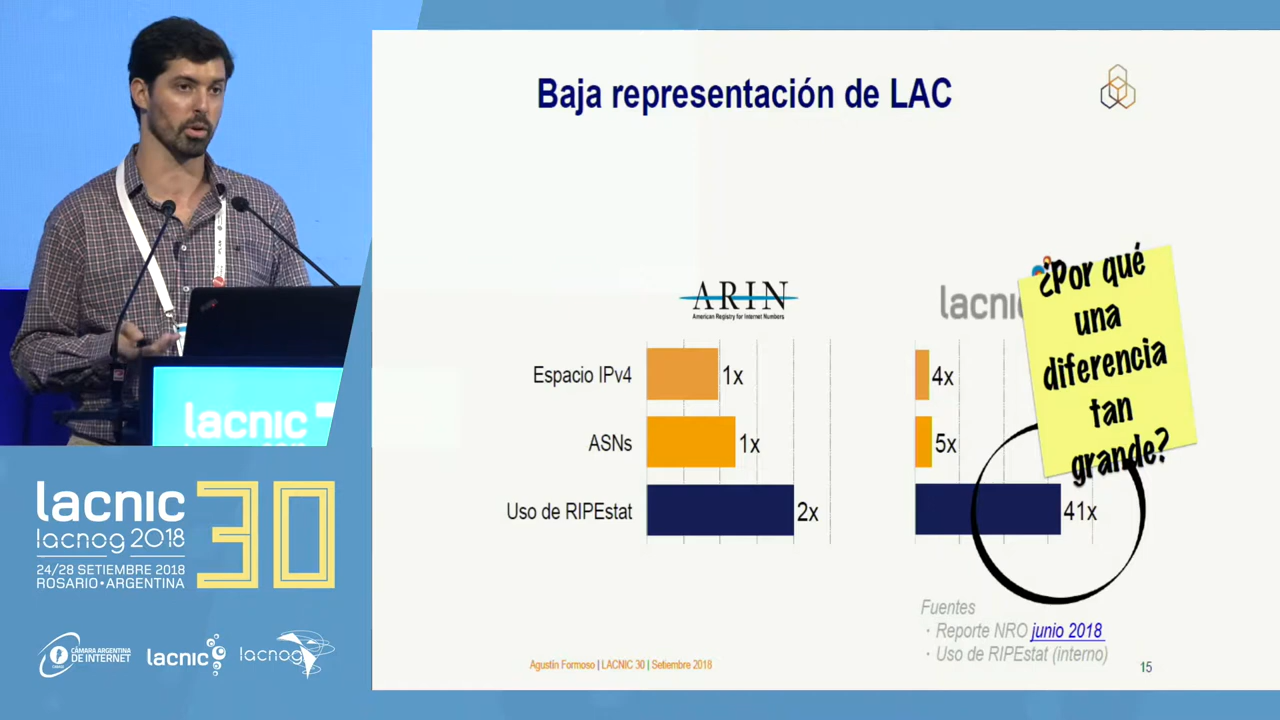 Baja representación de LAC
ARIN
American Registry for Internet Numbers
lacnic
¿Por qué
una
diferencia
tan
grande?
Espacio IPv4
1x
4x
ASNs
1x
5x
Uso de RIPEstat
2x
41x
Fuentes
· Reporte NRO junio 2018
· Uso de RIPEstat (interno)
Agustín Formoso | LACNIC 30 | Setiembre 2018
15
lacnic
lacnic 30
lacnog 2018
24/28 SETIEMBRE 2018
ROSARIO • ARGENTINA
CÁMARA ARGENTINA
DE INTERNET
lacnic
lacnog